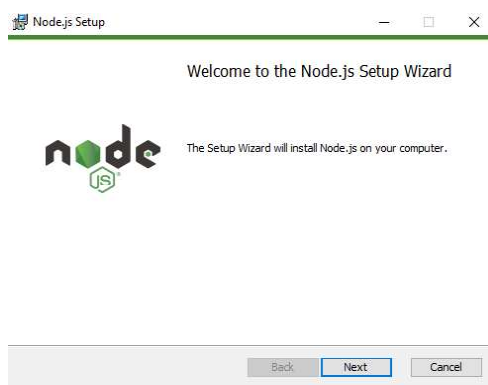 Node.js Setup
Welcome to the Node.js Setup Wizard
node
JS
The Setup Wizard will install Node.js on your computer.
Back
Next
Cancel